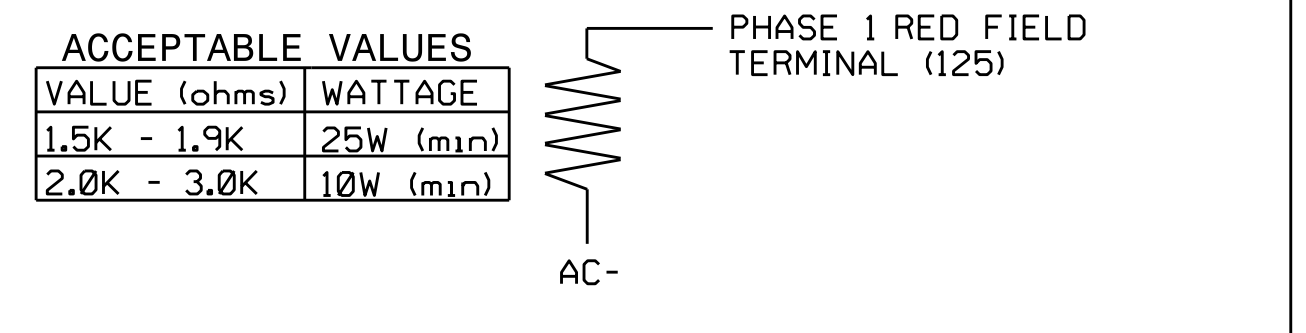 ACCEPTABLE VALUES
VALUE (ohms) WATTAGE
1.5K - 1.9K 25W (min)
2.0K - 3.0K 10W (min)
PHASE 1 RED FIELD
TERMINAL (125)
AC-